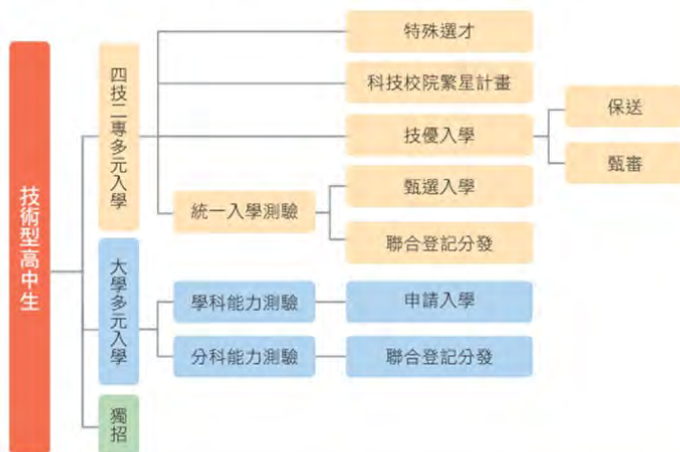 技術型高中生
四技二專多元入學
特殊選才
科技校院繁星計畫
技優入學
保送
甄審
統一入學測驗
甄選入學
聯合登記分發
大學多元入學
學科能力測驗
申請入學
分科能力測驗
聯合登記分發
獨招